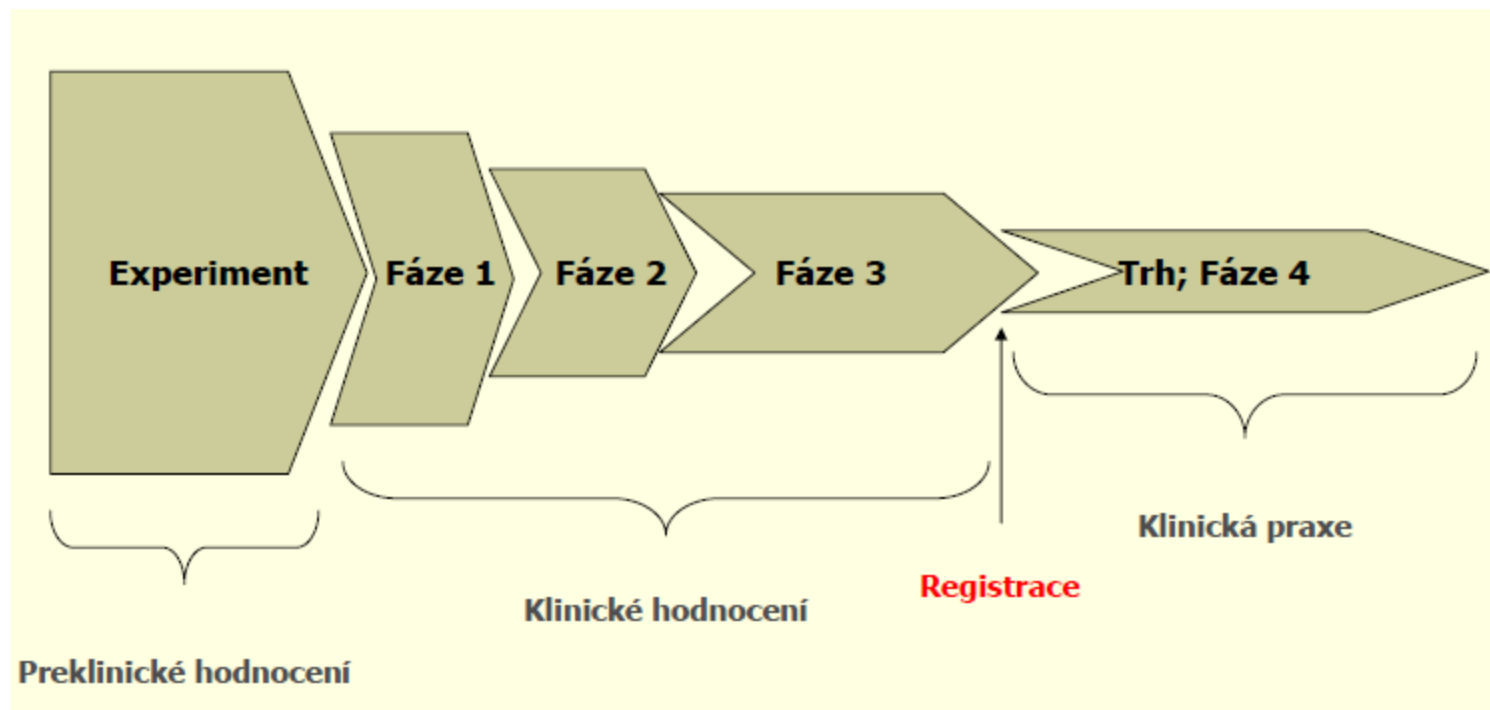 Experiment
Fáze 1
Fáze 2
Fáze 3
Trh; Fáze 4
Klinická praxe
Registrace
Klinické hodnocení
Preklinické hodnocení